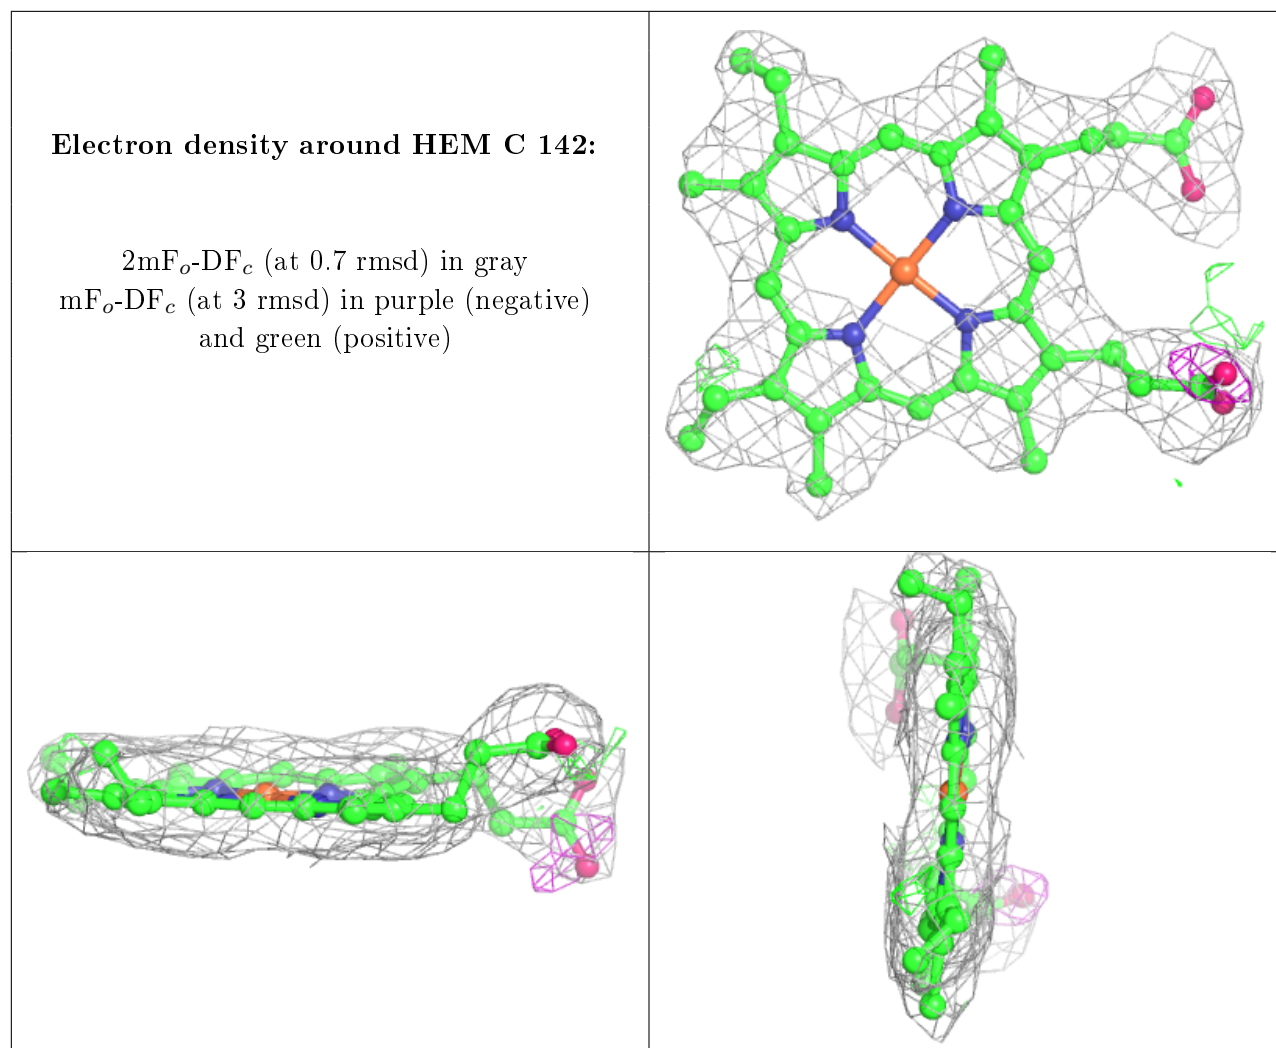 Electron density around HEM C 142:
2mFₒ-DF𝒸 (at 0.7 rmsd) in gray
mFₒ-DF𝒸 (at 3 rmsd) in purple (negative)
and green (positive)